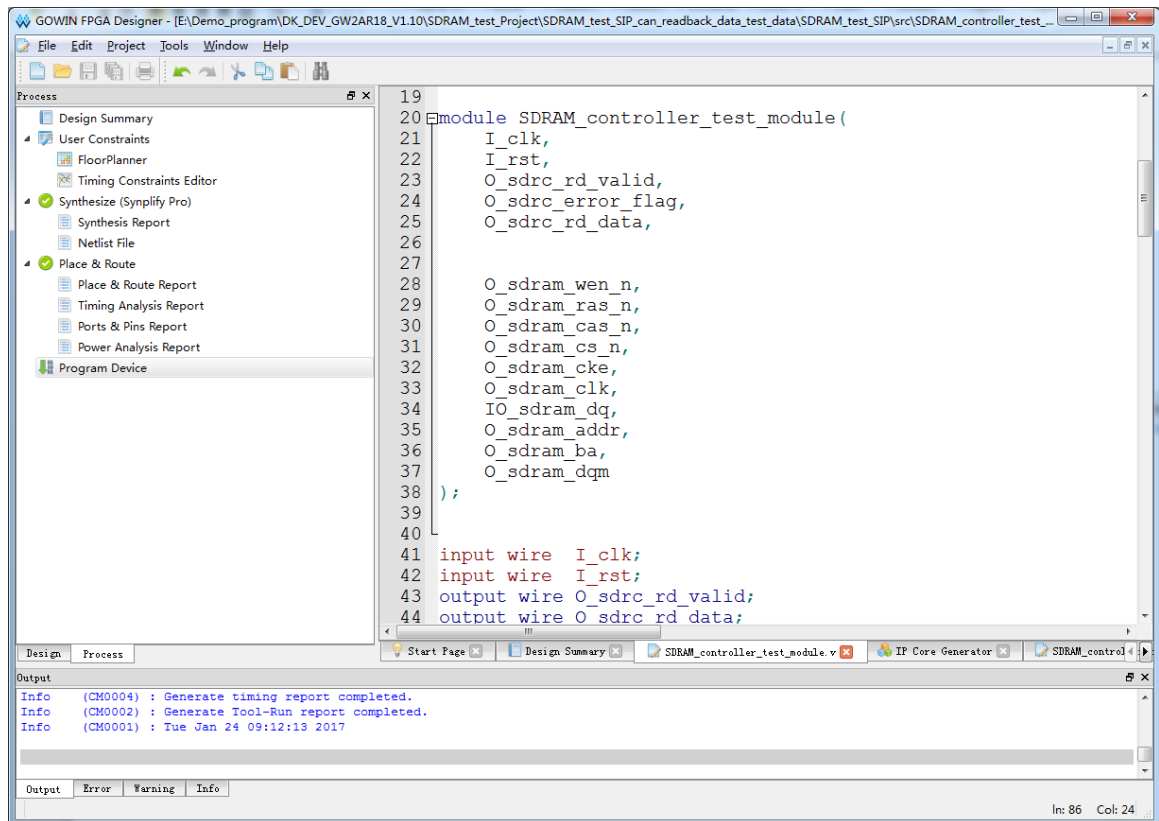 GOWIN FPGA Designer - [E:\Demo_program\DK_DEV_GW2AR18_V1.10\SDRAM_test_Project\SDRAM_test_SIP_can_readback_data_test_data\SDRAM_test_SIP\src\SDRAM_controller_test_...
File Edit Project Tools Window Help
Process
Design Summary
User Constraints
FloorPlanner
Timing Constraints Editor
Synthesize (Synplify Pro)
Synthesis Report
Netlist File
Place & Route
Place & Route Report
Timing Analysis Report
Ports & Pins Report
Power Analysis Report
Program Device
Design Process
19
20 module SDRAM_controller_test_module(
21 I_clk,
22 I_rst,
23 O_sdrc_rd_valid,
24 O_sdrc_error_flag,
25 O_sdrc_rd_data,
26
27
28 O_sdram_wen_n,
29 O_sdram_ras_n,
30 O_sdram_cas_n,
31 O_sdram_cs_n,
32 O_sdram_cke,
33 O_sdram_clk,
34 IO_sdram_dq,
35 O_sdram_addr,
36 O_sdram_ba,
37 O_sdram_dqm
38 );
39
40
41 input wire I_clk;
42 input wire I_rst;
43 output wire O_sdrc_rd_valid;
44 output wire O_sdrc_rd_data;
Start Page Design Summary SDRAM_controller_test_module.v IP Core Generator SDRAM_control
Output
Info (CM0004) : Generate timing report completed.
Info (CM0002) : Generate Tool-Run report completed.
Info (CM0001) : Tue Jan 24 09:12:13 2017
Output Error Warning Info
ln: 86 Col: 24